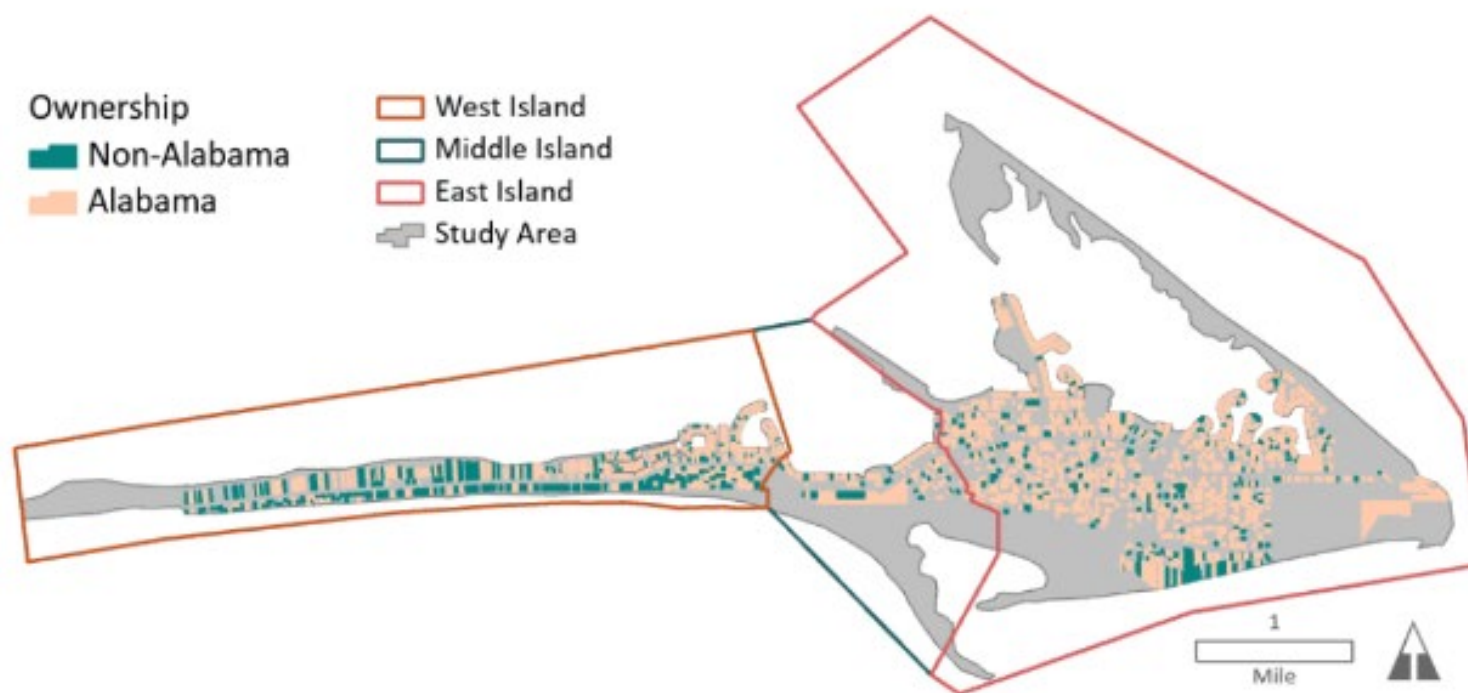 Ownership
Non-Alabama
Alabama
West Island
Middle Island
East Island
Study Area
1
Mile